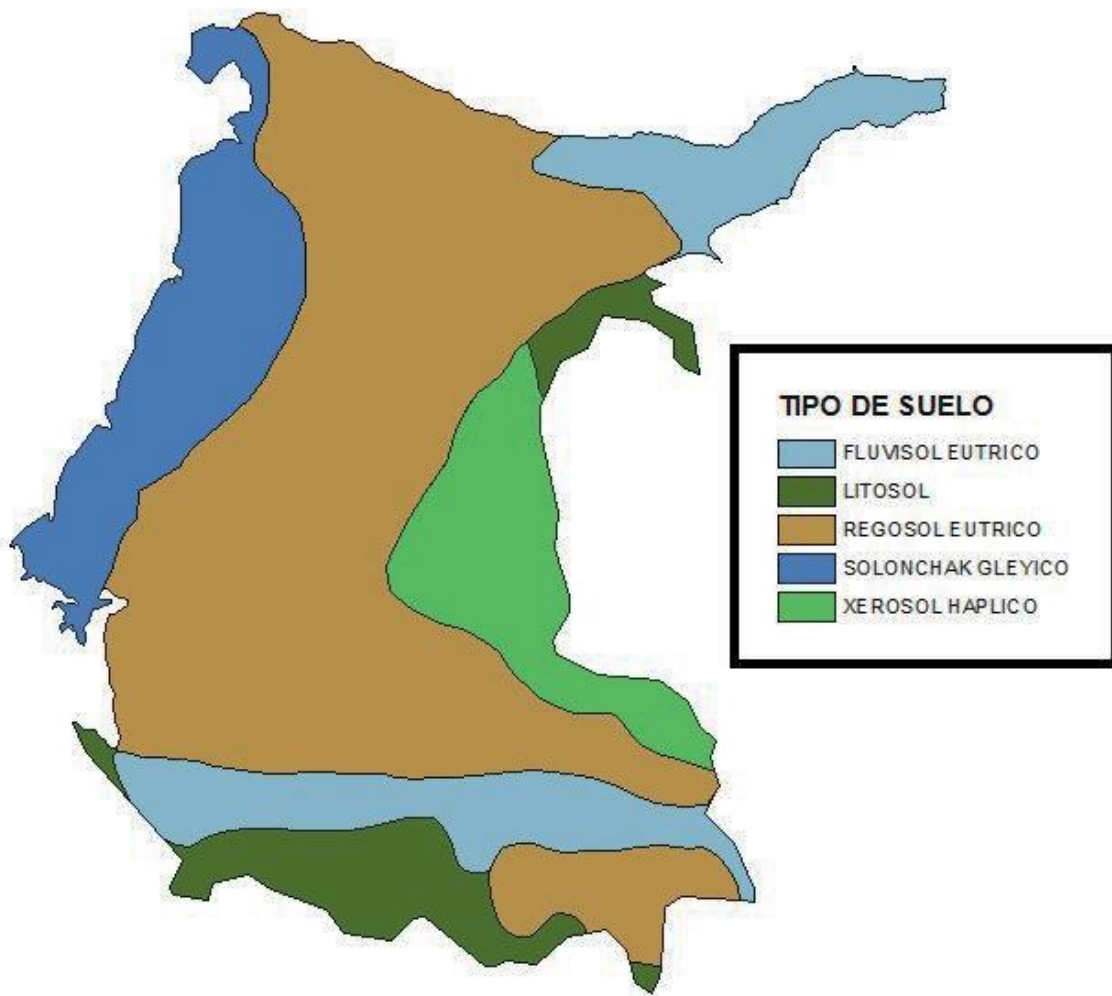 TIPO DE SUELO
FLUVISOL EUTRICO
LITOSOL
REGOSOL EUTRICO
SOLONCHAK GLEYICO
XEROSOL HAPLICO